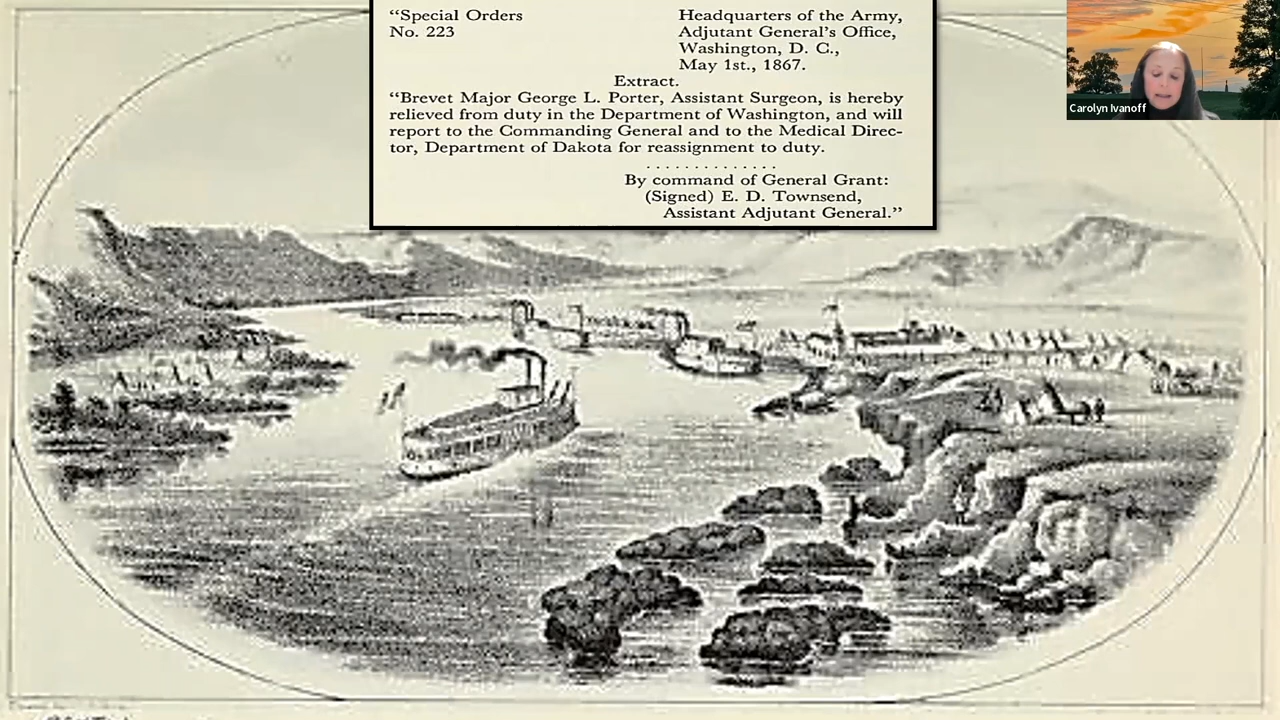 “Special Orders
No. 223
Headquarters of the Army,
Adjutant General’s Office,
Washington, D. C.,
May 1st., 1867.
Extract.
“Brevet Major George L. Porter, Assistant Surgeon, is hereby
relieved from duty in the Department of Washington, and will
report to the Commanding General and to the Medical Direc-
tor, Department of Dakota for reassignment to duty.
. . . . . . . . . . . . . .
By command of General Grant:
(Signed) E. D. Townsend,
Assistant Adjutant General.”
Carolyn Ivanoff